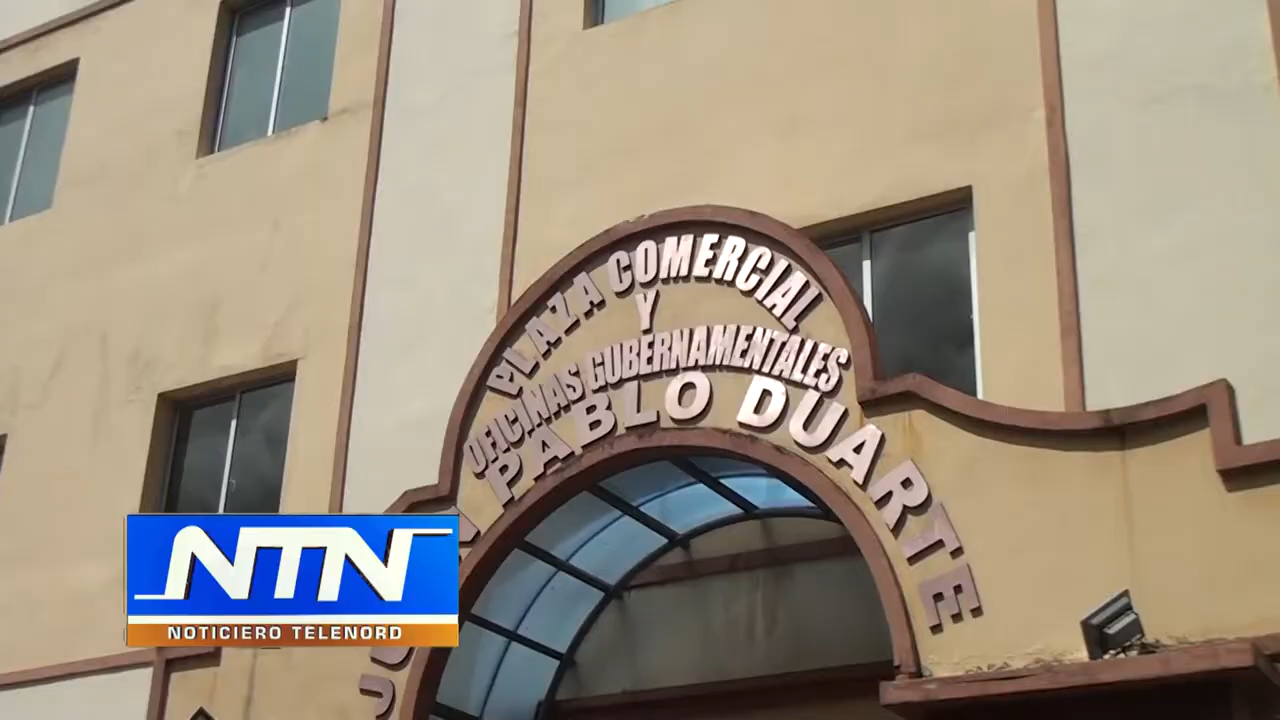 PLAZA COMERCIAL
Y
OFICINAS GUBERNAMENTALES
PABLO DUARTE
NTN
NOTICIERO TELENORD